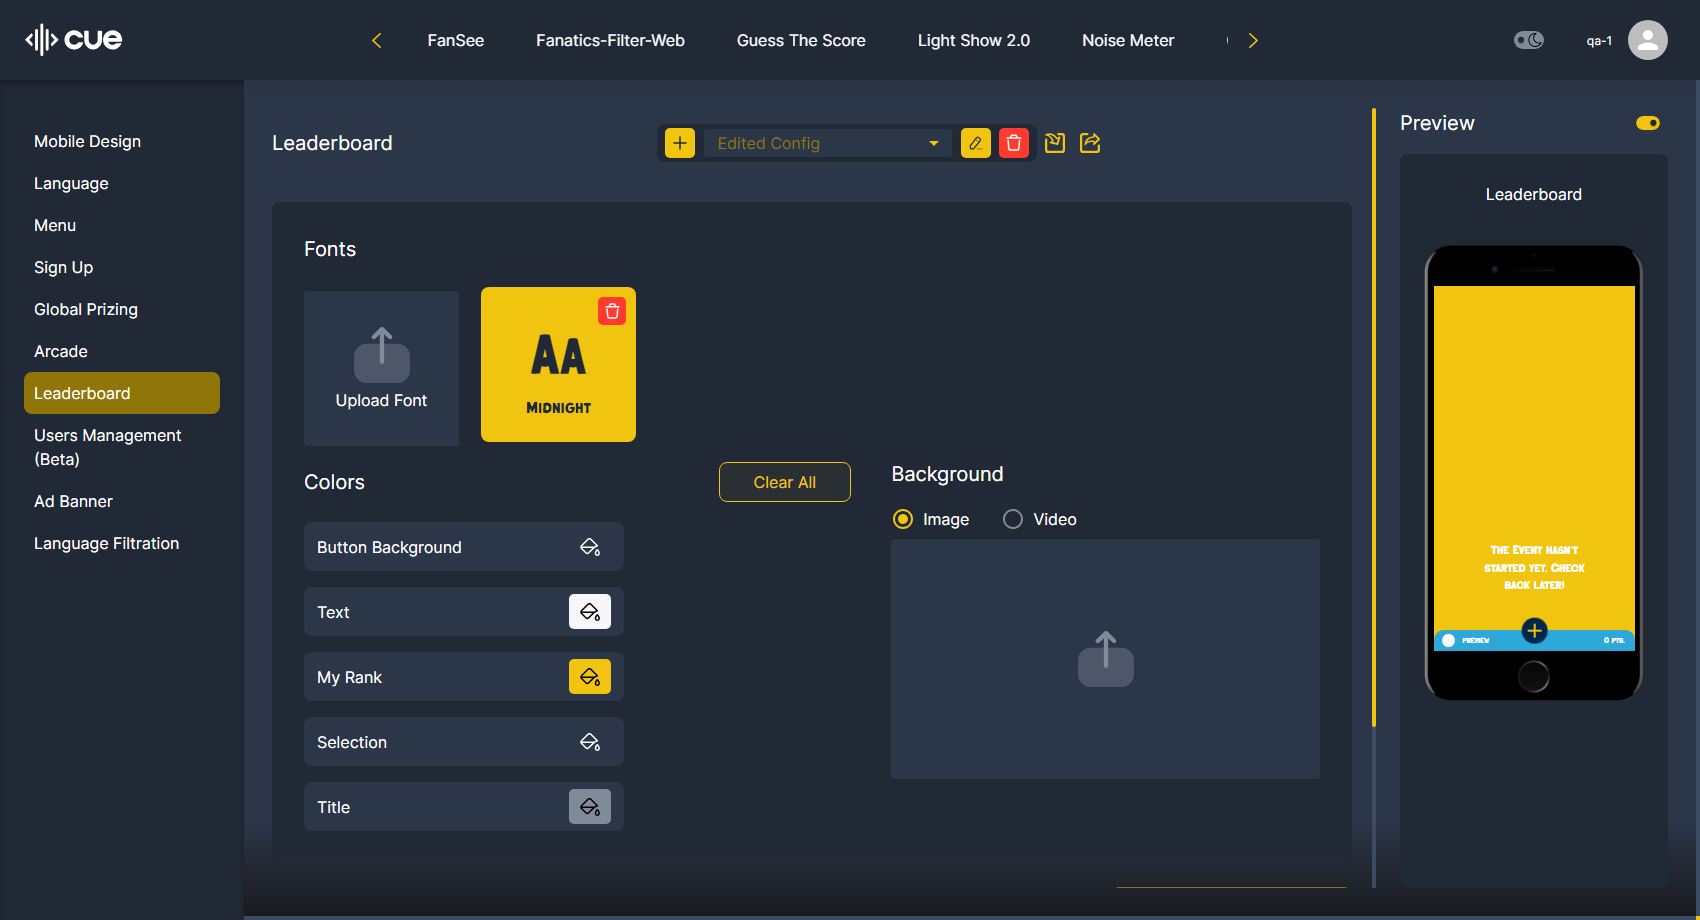 cue
FanSee
Fanatics-Filter-Web
Guess The Score
Light Show 2.0
Noise Meter
qa-1
Mobile Design
Language
Menu
Sign Up
Global Prizing
Arcade
Leaderboard
Users Management
(Beta)
Ad Banner
Language Filtration
Leaderboard
Edited Config
Fonts
Upload Font
AA
MIDNIGHT
Colors
Clear All
Button Background
Text
My Rank
Selection
Title
Background
Image
Video
Preview
Leaderboard
THE EVENT HASN'T
STARTED YET. CHECK
BACK LATER!
PREVIEW
0 PTS.